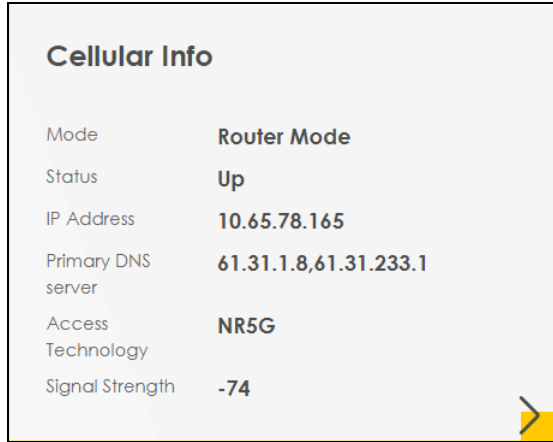 Cellular Info
Mode Router Mode
Status Up
IP Address 10.65.78.165
Primary DNS 61.31.1.8,61.31.233.1
server
Access NR5G
Technology
Signal Strength -74